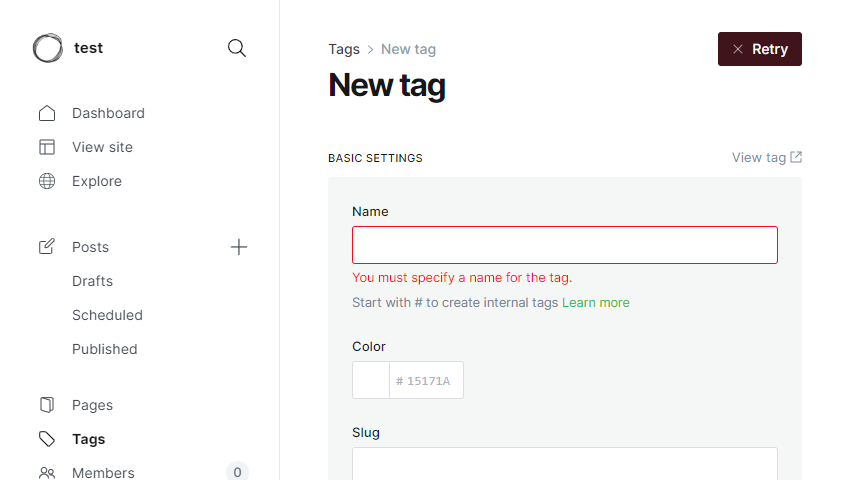 test
Dashboard
View site
Explore
Posts
Drafts
Scheduled
Published
Pages
Tags
Members 0
Tags > New tag
Retry
New tag
BASIC SETTINGS
View tag
Name
You must specify a name for the tag.
Start with # to create internal tags Learn more
Color
# 15171A
Slug